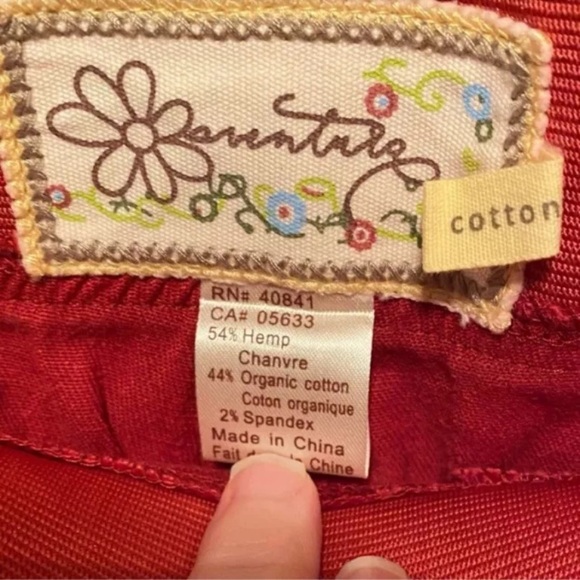 aventura
cotton
RN# 40841
CA# 05633
54% Hemp
Chanvre
44% Organic cotton
Coton organique
2% Spandex
Made in China
Fait Chine